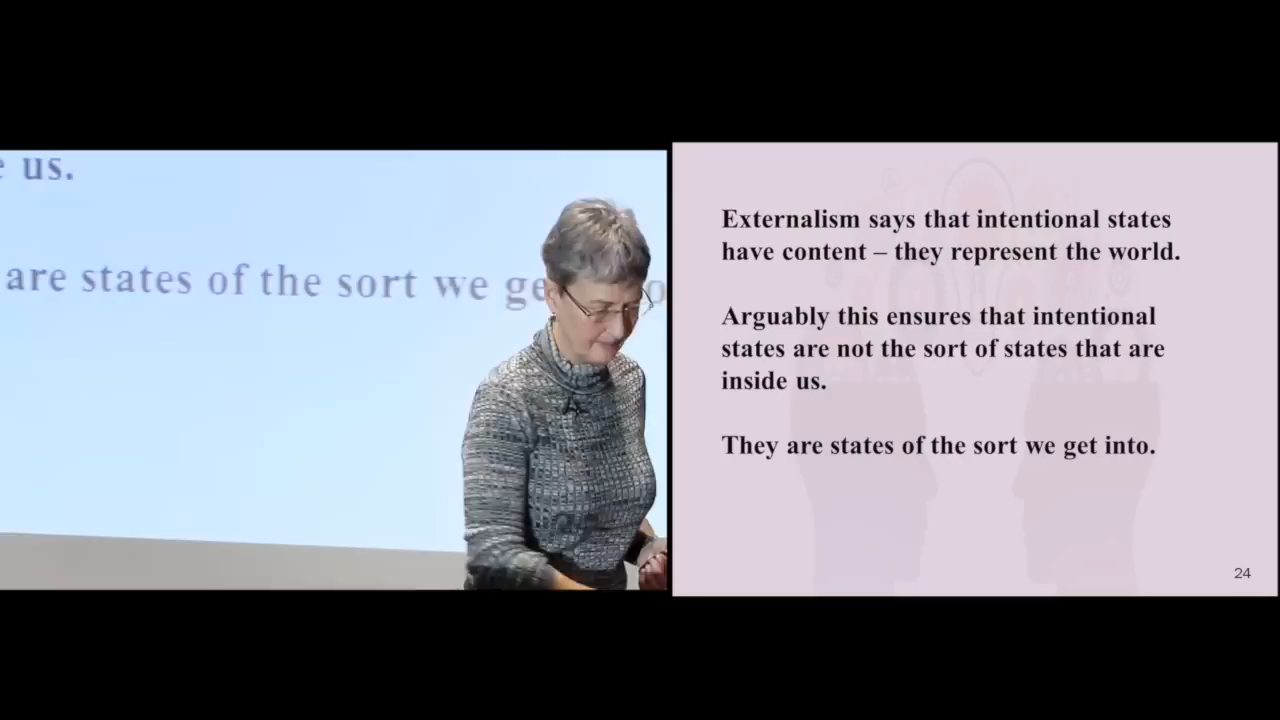 e us.
are states of the sort we ge
Externalism says that intentional states
have content – they represent the world.
Arguably this ensures that intentional
states are not the sort of states that are
inside us.
They are states of the sort we get into.
24